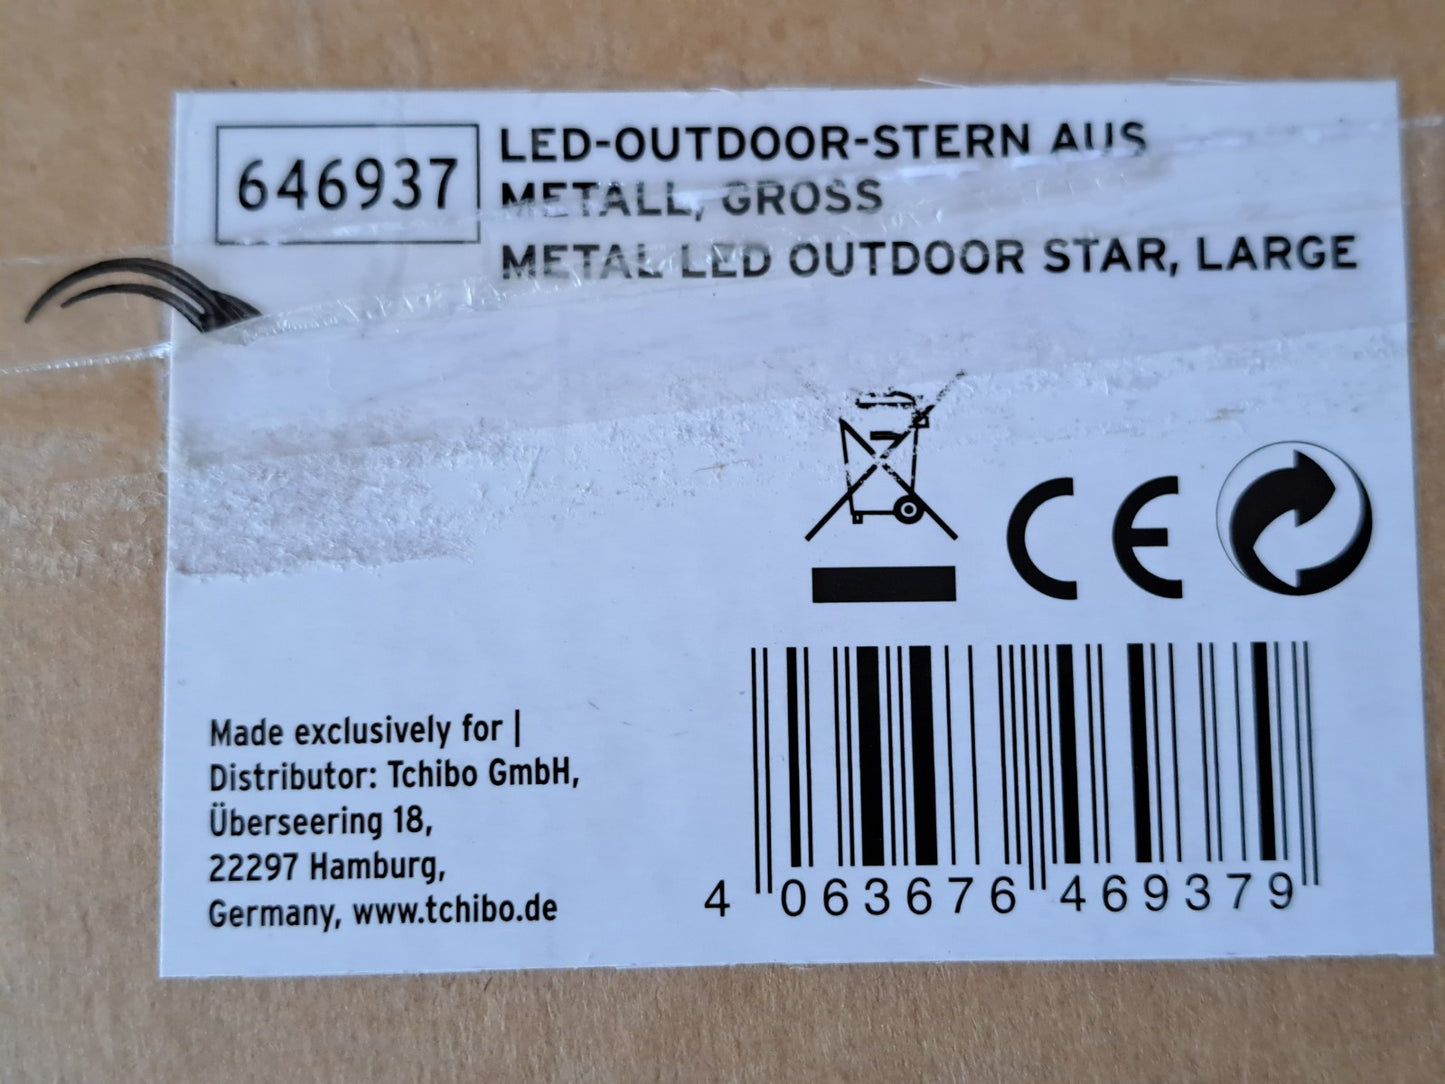 646937
LED-OUTDOOR-STERN AUS
METALL, GROSS
METAL LED OUTDOOR STAR, LARGE
CE
Made exclusively for |
Distributor: Tchibo GmbH,
Überseering 18,
22297 Hamburg,
Germany, www.tchibo.de
4 063676 469379